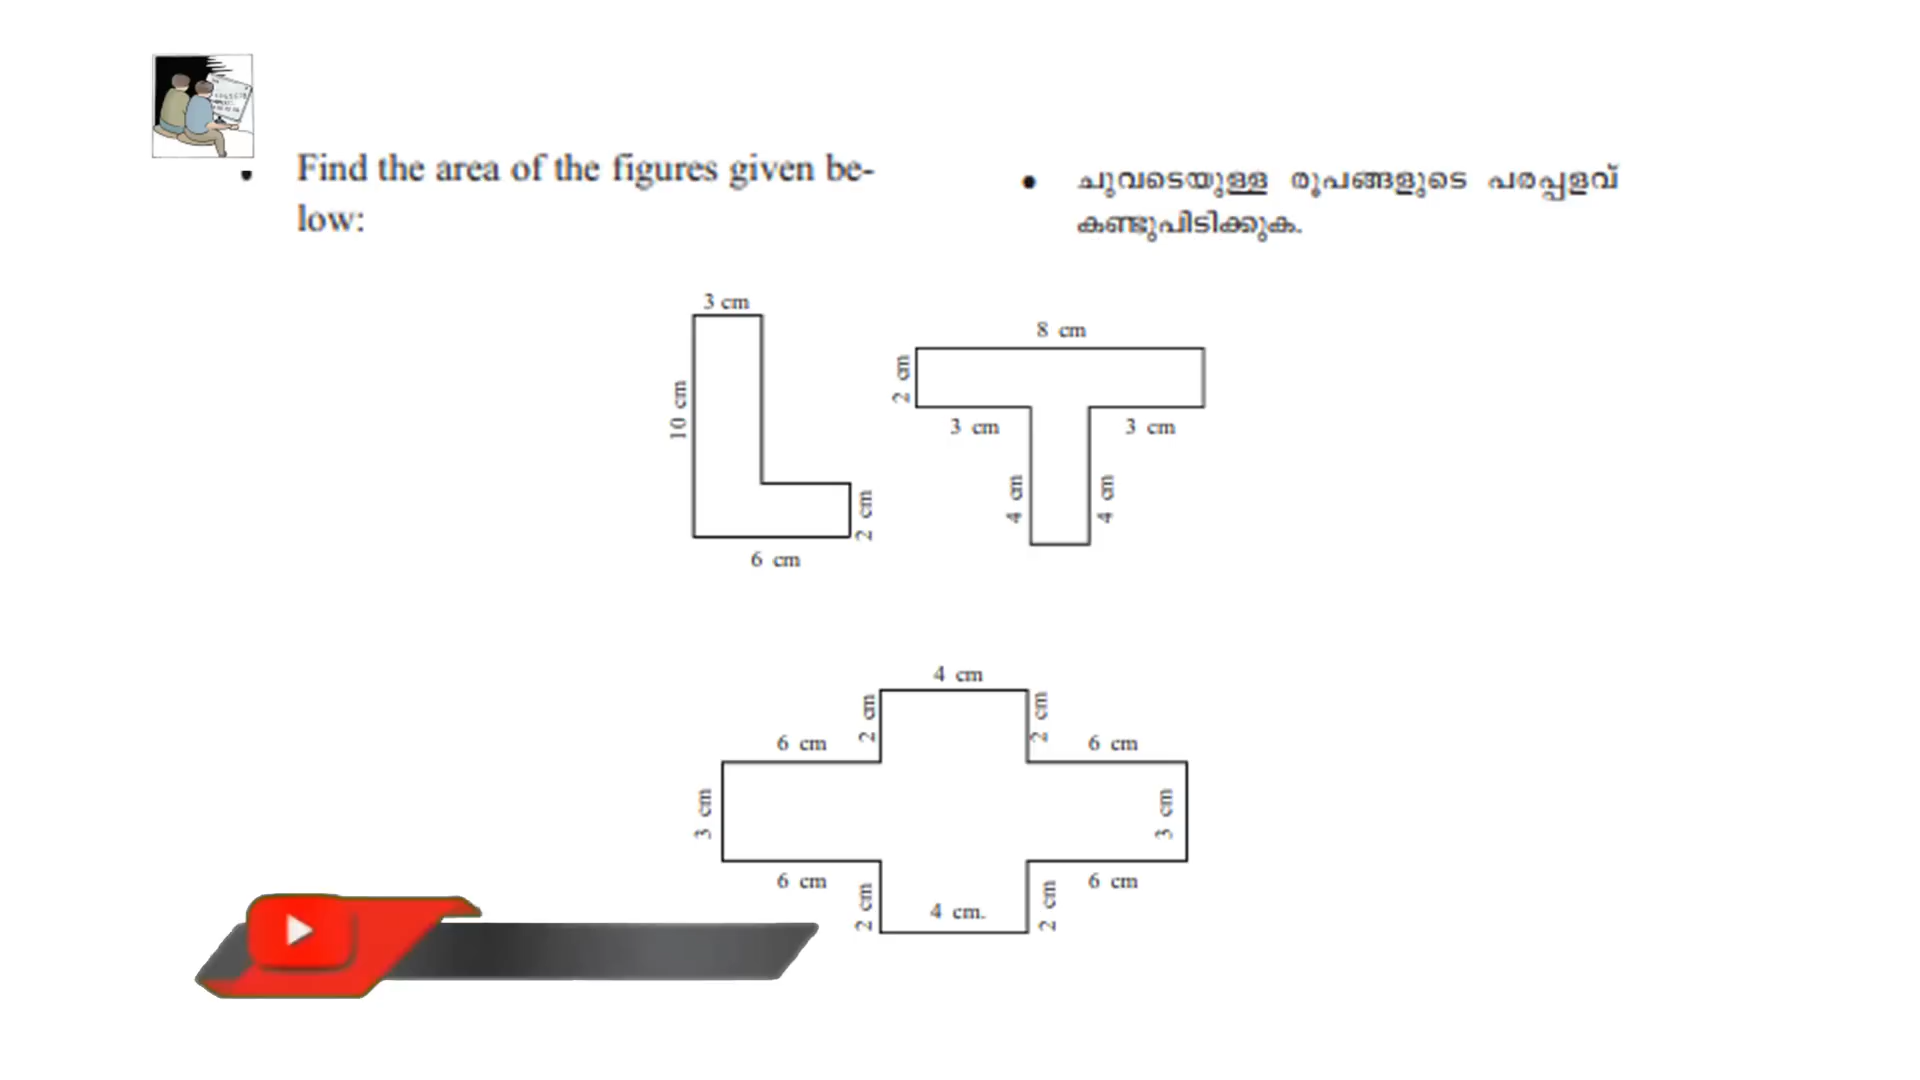 Find the area of the figures given be-
low:
ചുവടെയുള്ള രൂപങ്ങളുടെ പരപ്പളവ്
കണ്ടുപിടിക്കുക.
3 cm
10 cm
2 cm
6 cm
8 cm
2 cm
3 cm
3 cm
4 cm
4 cm
4 cm
2 cm
2 cm
6 cm
6 cm
3 cm
3 cm
6 cm
6 cm
2 cm
4 cm.
2 cm